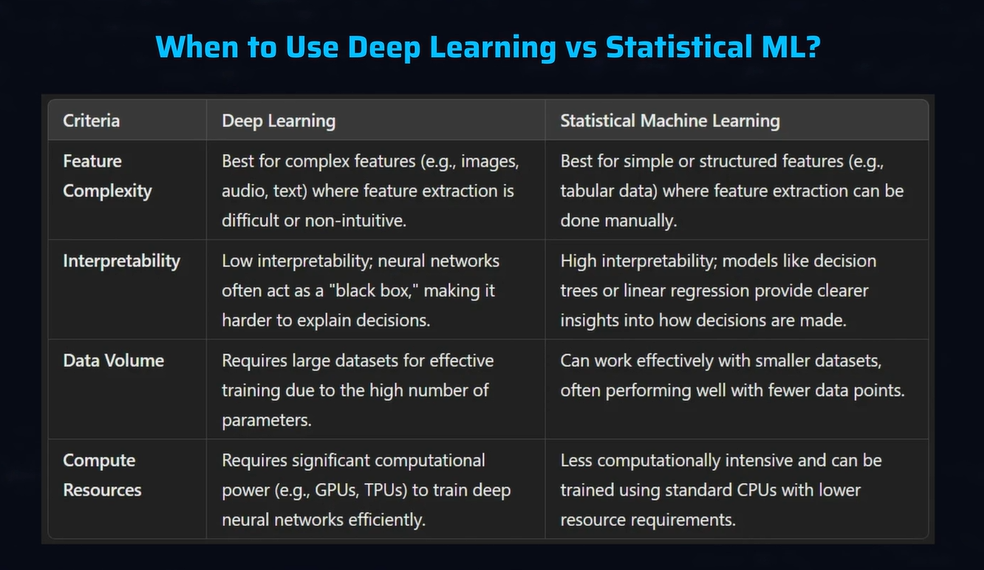 When to Use Deep Learning vs Statistical ML?
Criteria
Deep Learning
Statistical Machine Learning
Feature
Complexity
Best for complex features (e.g., images,
audio, text) where feature extraction is
difficult or non-intuitive.
Best for simple or structured features (e.g.,
tabular data) where feature extraction can be
done manually.
Interpretability
Low interpretability; neural networks
often act as a "black box," making it
harder to explain decisions.
High interpretability; models like decision
trees or linear regression provide clearer
insights into how decisions are made.
Data Volume
Requires large datasets for effective
training due to the high number of
parameters.
Can work effectively with smaller datasets,
often performing well with fewer data points.
Compute
Resources
Requires significant computational
power (e.g., GPUs, TPUs) to train deep
neural networks efficiently.
Less computationally intensive and can be
trained using standard CPUs with lower
resource requirements.